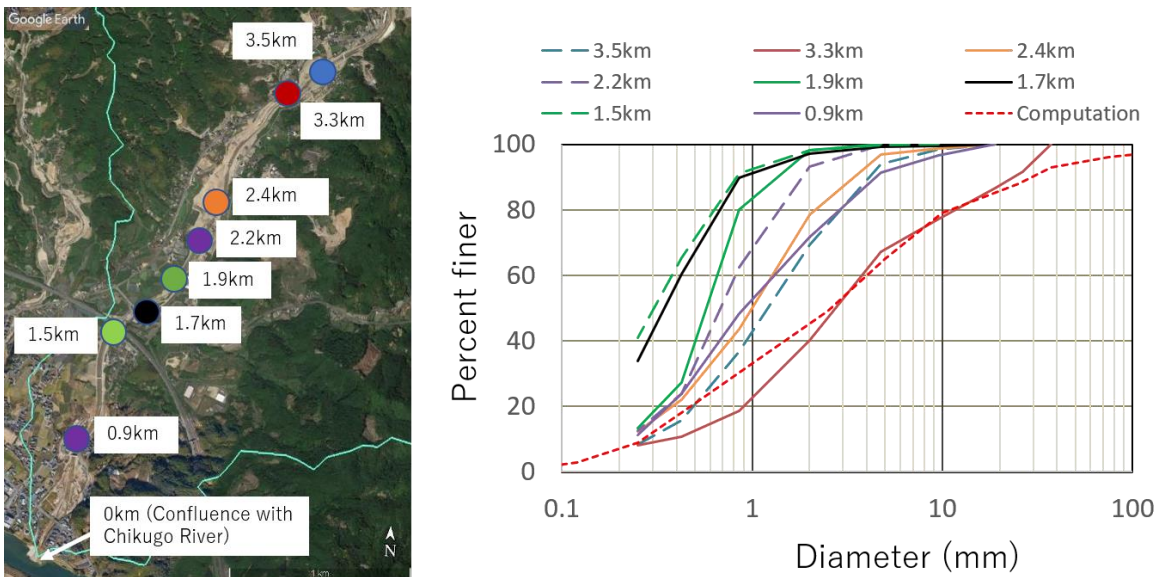 Google Earth
3.5km
3.3km
2.4km
2.2km
1.9km
1.7km
1.5km
0.9km
0km (Confluence with
Chikugo River)
N
1 km
3.5km
3.3km
2.4km
2.2km
1.9km
1.7km
1.5km
0.9km
Computation
Percent finer
100
80
60
40
20
0
0.1
1
10
100
Diameter (mm)